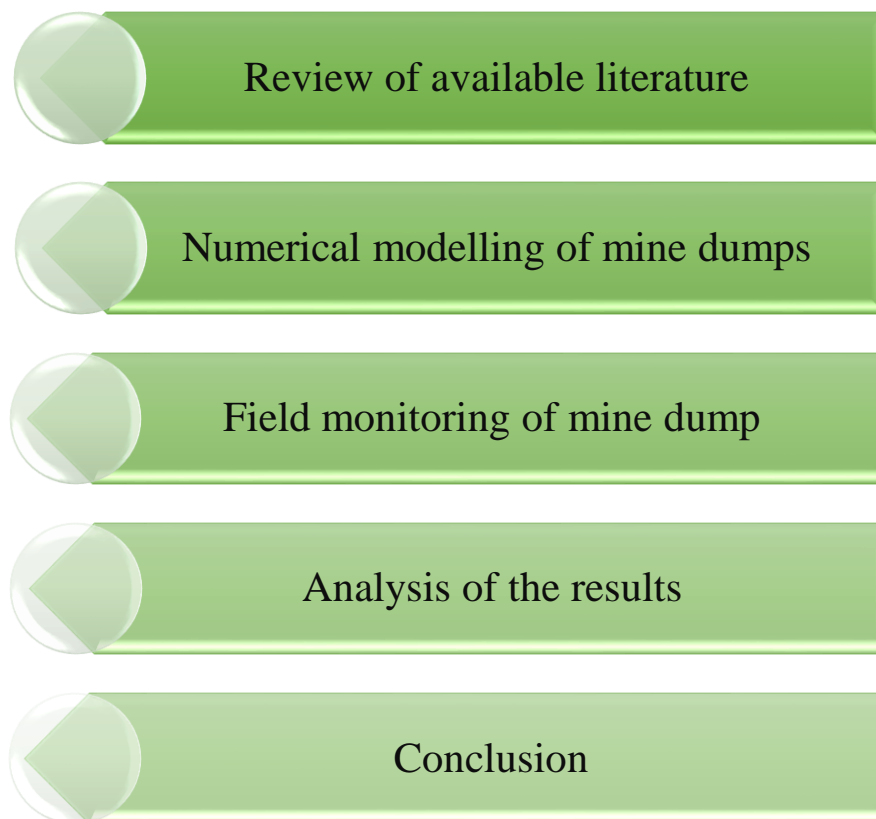 Review of available literature
Numerical modelling of mine dumps
Field monitoring of mine dump
Analysis of the results
Conclusion